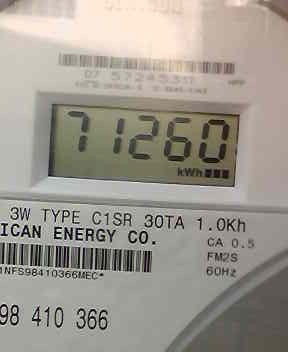 71260
kWh
3W TYPE C1SR 30TA 1.0Kh
ICAN ENERGY CO.
CA 0.5
FM2S
60Hz
1NFS98410366MEC*
98 410 366